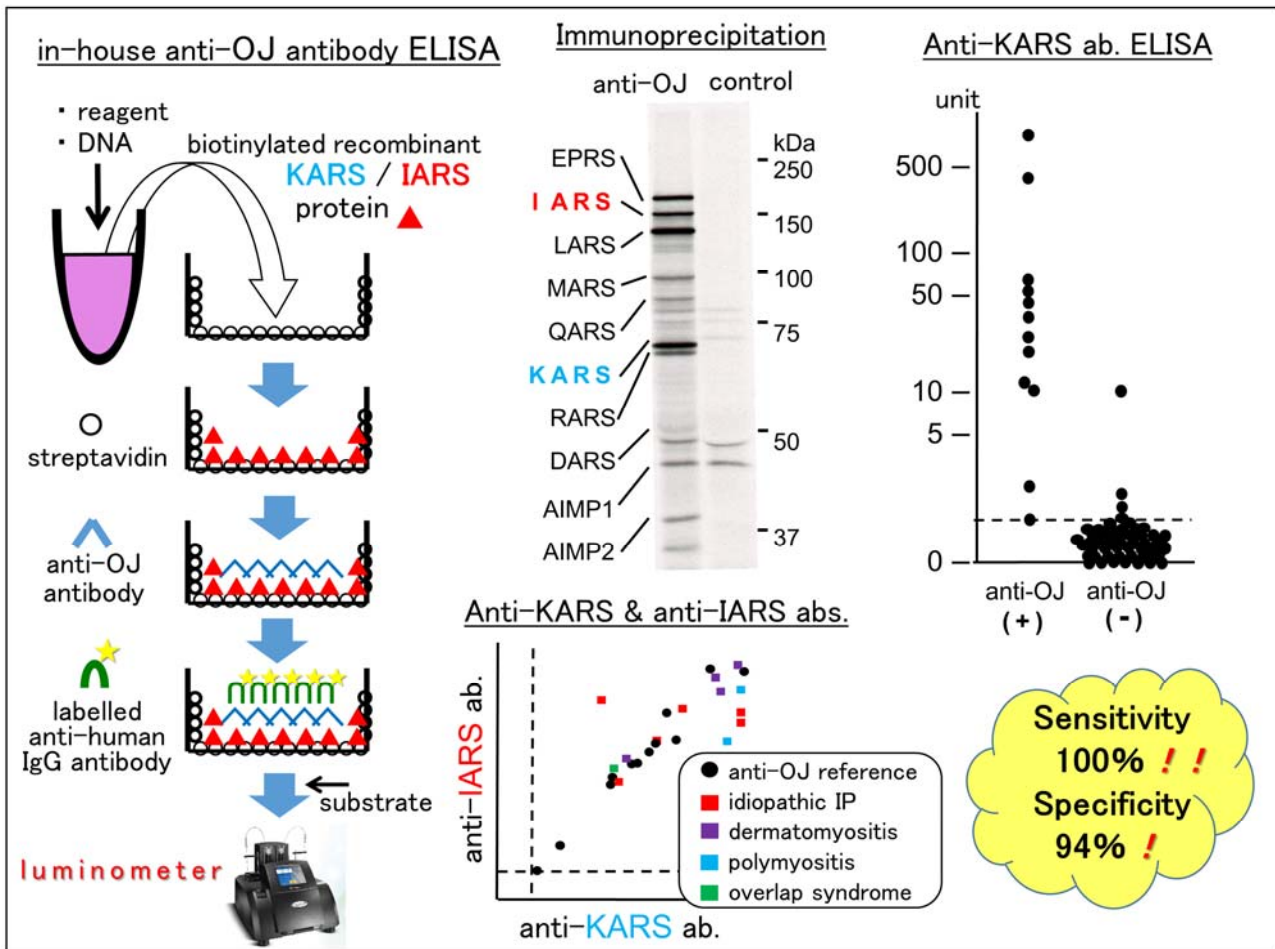 in-house anti-OJ antibody ELISA
・ reagent
・ DNA
biotinylated recombinant
KARS / IARS
protein
streptavidin
anti-OJ
antibody
labelled
anti-human
IgG antibody
substrate
luminometer
Immunoprecipitation
anti-OJ control
kDa
EPRS
IARS
LARS
MARS
QARS
KARS
RARS
DARS
AIMP1
AIMP2
250
150
100
75
50
37
Anti-KARS ab. ELISA
unit
500
100
50
10
5
0
anti-OJ
(+)
anti-OJ
(-)
Anti-KARS & anti-IARS abs.
anti-IARS ab.
anti-KARS ab.
anti-OJ reference
idiopathic IP
dermatomyositis
polymyositis
overlap syndrome
Sensitivity
100% ! !
Specificity
94% !